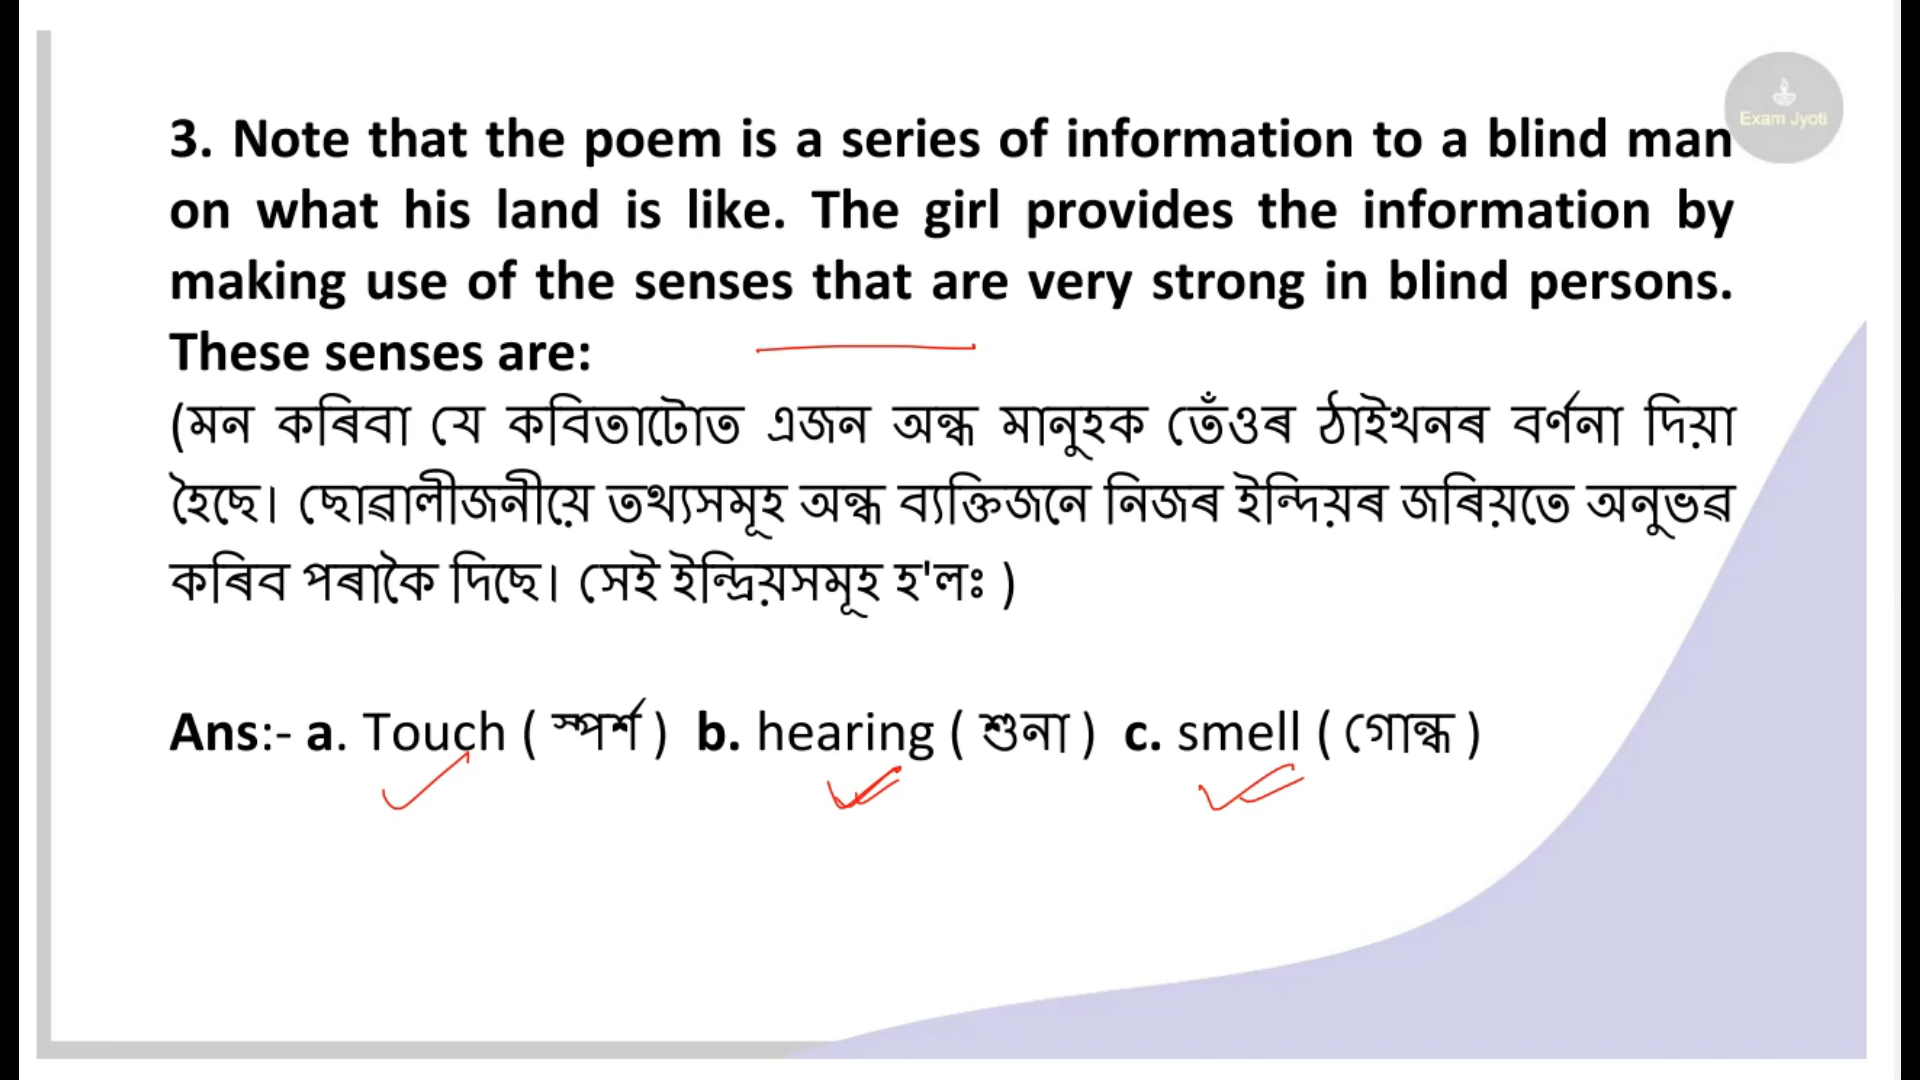 Exam Jyoti
3. Note that the poem is a series of information to a blind man
on what his land is like. The girl provides the information by
making use of the senses that are very strong in blind persons.
These senses are:
(মন কৰিবা যে কবিতাটোত এজন অন্ধ মানুহক তেঁওৰ ঠাইখনৰ বৰ্ণনা দিয়া
হৈছে। ছোৱালীজনীয়ে তথ্যসমূহ অন্ধ ব্যক্তিজনে নিজৰ ইন্দিয়ৰ জৰিয়তে অনুভৱ
কৰিব পৰাকৈ দিছে। সেই ইন্দ্ৰিয়সমূহ হ'লঃ )
Ans:- a. Touch ( স্পৰ্শ ) b. hearing ( শুনা ) c. smell ( গোন্ধ )